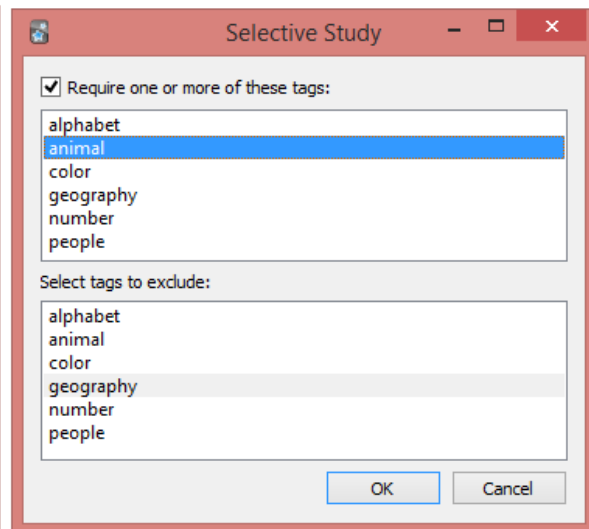 Selective Study
Require one or more of these tags:
alphabet
animal
color
geography
number
people
Select tags to exclude:
alphabet
animal
color
geography
number
people
OK Cancel